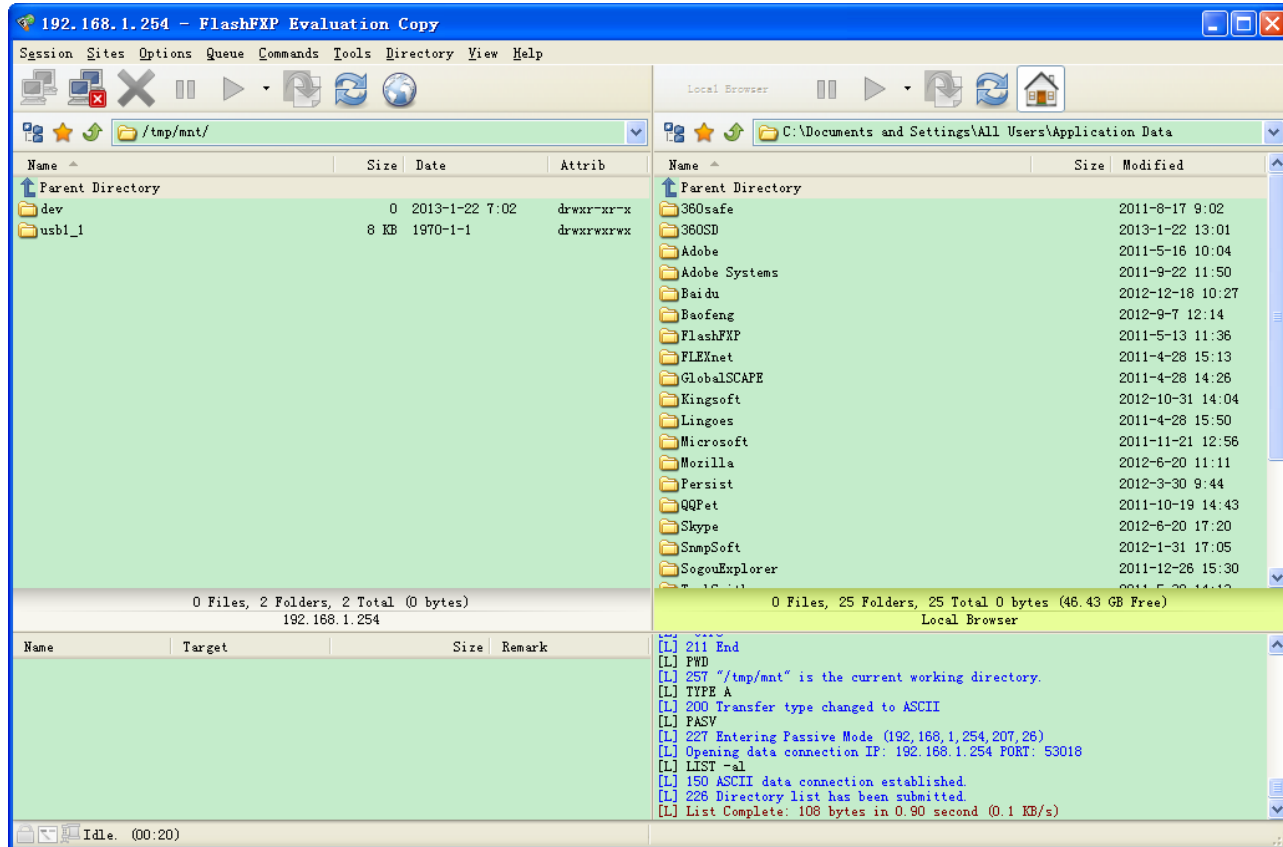 192.168.1.254 - FlashFXP Evaluation Copy
Session Sites Options Queue Commands Tools Directory View Help
Local Browser
/tmp/mnt/
C:\Documents and Settings\All Users\Application Data
Name Size Date Attrib
Parent Directory
dev 0 2013-1-22 7:02 drwxr-xr-x
usb1_1 8 KB 1970-1-1 drwxrwxrwx
0 Files, 2 Folders, 2 Total (0 bytes)
192.168.1.254
Name Size Modified
Parent Directory
360safe 2011-8-17 9:02
360SD 2013-1-22 13:01
Adobe 2011-5-16 10:04
Adobe Systems 2011-9-22 11:50
Baidu 2012-12-18 10:27
Baofeng 2012-9-7 12:14
FlashFXP 2011-5-13 11:36
FLEXnet 2011-4-28 15:13
GlobalSCAPE 2011-4-28 14:26
Kingsoft 2012-10-31 14:04
Lingoes 2011-4-28 15:50
Microsoft 2011-11-21 12:56
Mozilla 2012-6-20 11:11
Persist 2012-3-30 9:44
QQPet 2011-10-19 14:43
Skype 2012-6-20 17:20
SnmpSoft 2012-1-31 17:05
SogouExplorer 2011-12-26 15:30
0 Files, 25 Folders, 25 Total 0 bytes (46.43 GB Free)
Local Browser
Name Target Size Remark
[L] 211 End
[L] PWD
[L] 257 "/tmp/mnt" is the current working directory.
[L] TYPE A
[L] 200 Transfer type changed to ASCII
[L] PASV
[L] 227 Entering Passive Mode (192,168,1,254,207,26)
[L] Opening data connection IP: 192.168.1.254 PORT: 53018
[L] LIST -al
[L] 150 ASCII data connection established.
[L] 226 Directory list has been submitted.
[L] List Complete: 108 bytes in 0.90 second (0.1 KB/s)
Idle. (00:20)